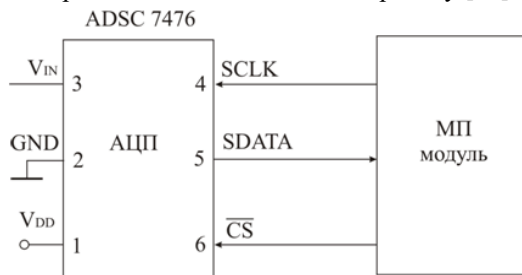 ADSC 7476
VIN 3 4 SCLK
GND 2 АЦП 5 SDATA
МП
модуль
VDD 1 6 CS